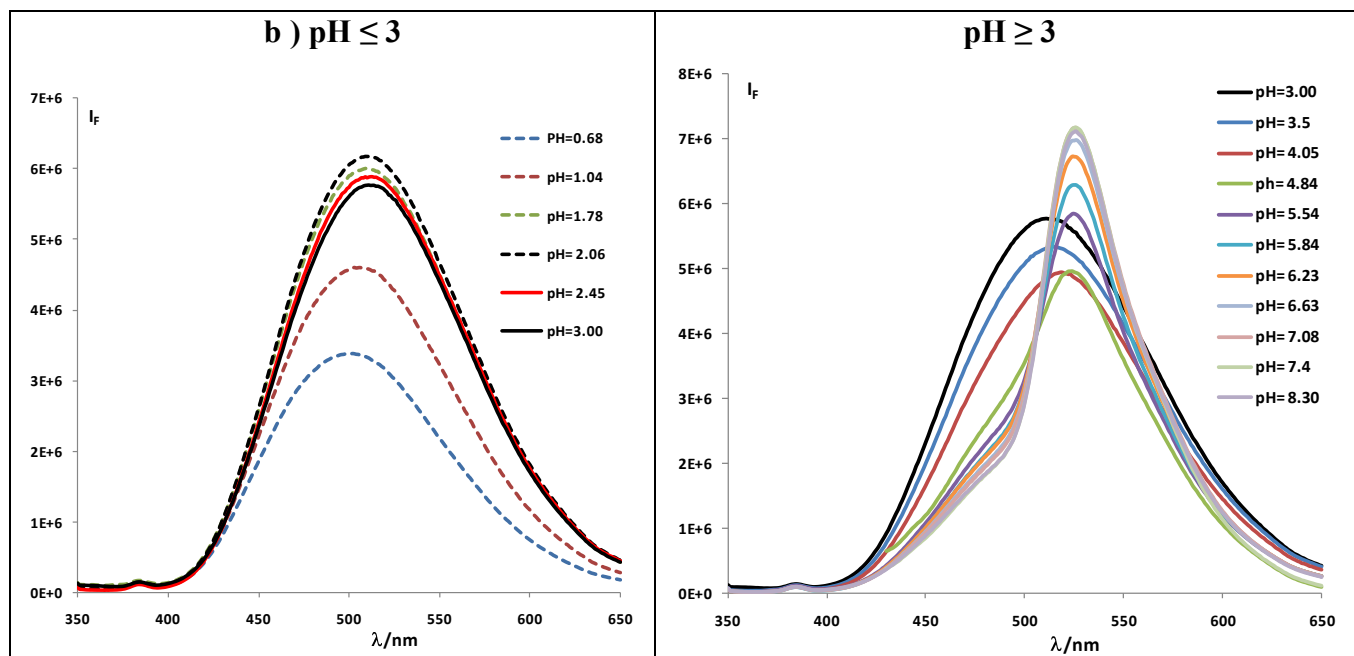 b ) pH ≤ 3
I_F
7E+6
6E+6
5E+6
4E+6
3E+6
2E+6
1E+6
0E+0
350 400 450 500 550 600 650
λ/nm
PH=0.68
pH=1.04
pH=1.78
pH= 2.06
pH= 2.45
pH=3.00
pH ≥ 3
I_F
8E+6
7E+6
6E+6
5E+6
4E+6
3E+6
2E+6
1E+6
0E+0
350 400 450 500 550 600 650
λ/nm
pH=3.00
pH= 3.5
pH= 4.05
ph= 4.84
pH= 5.54
pH= 5.84
pH= 6.23
pH= 6.63
pH= 7.08
pH= 7.4
pH= 8.30